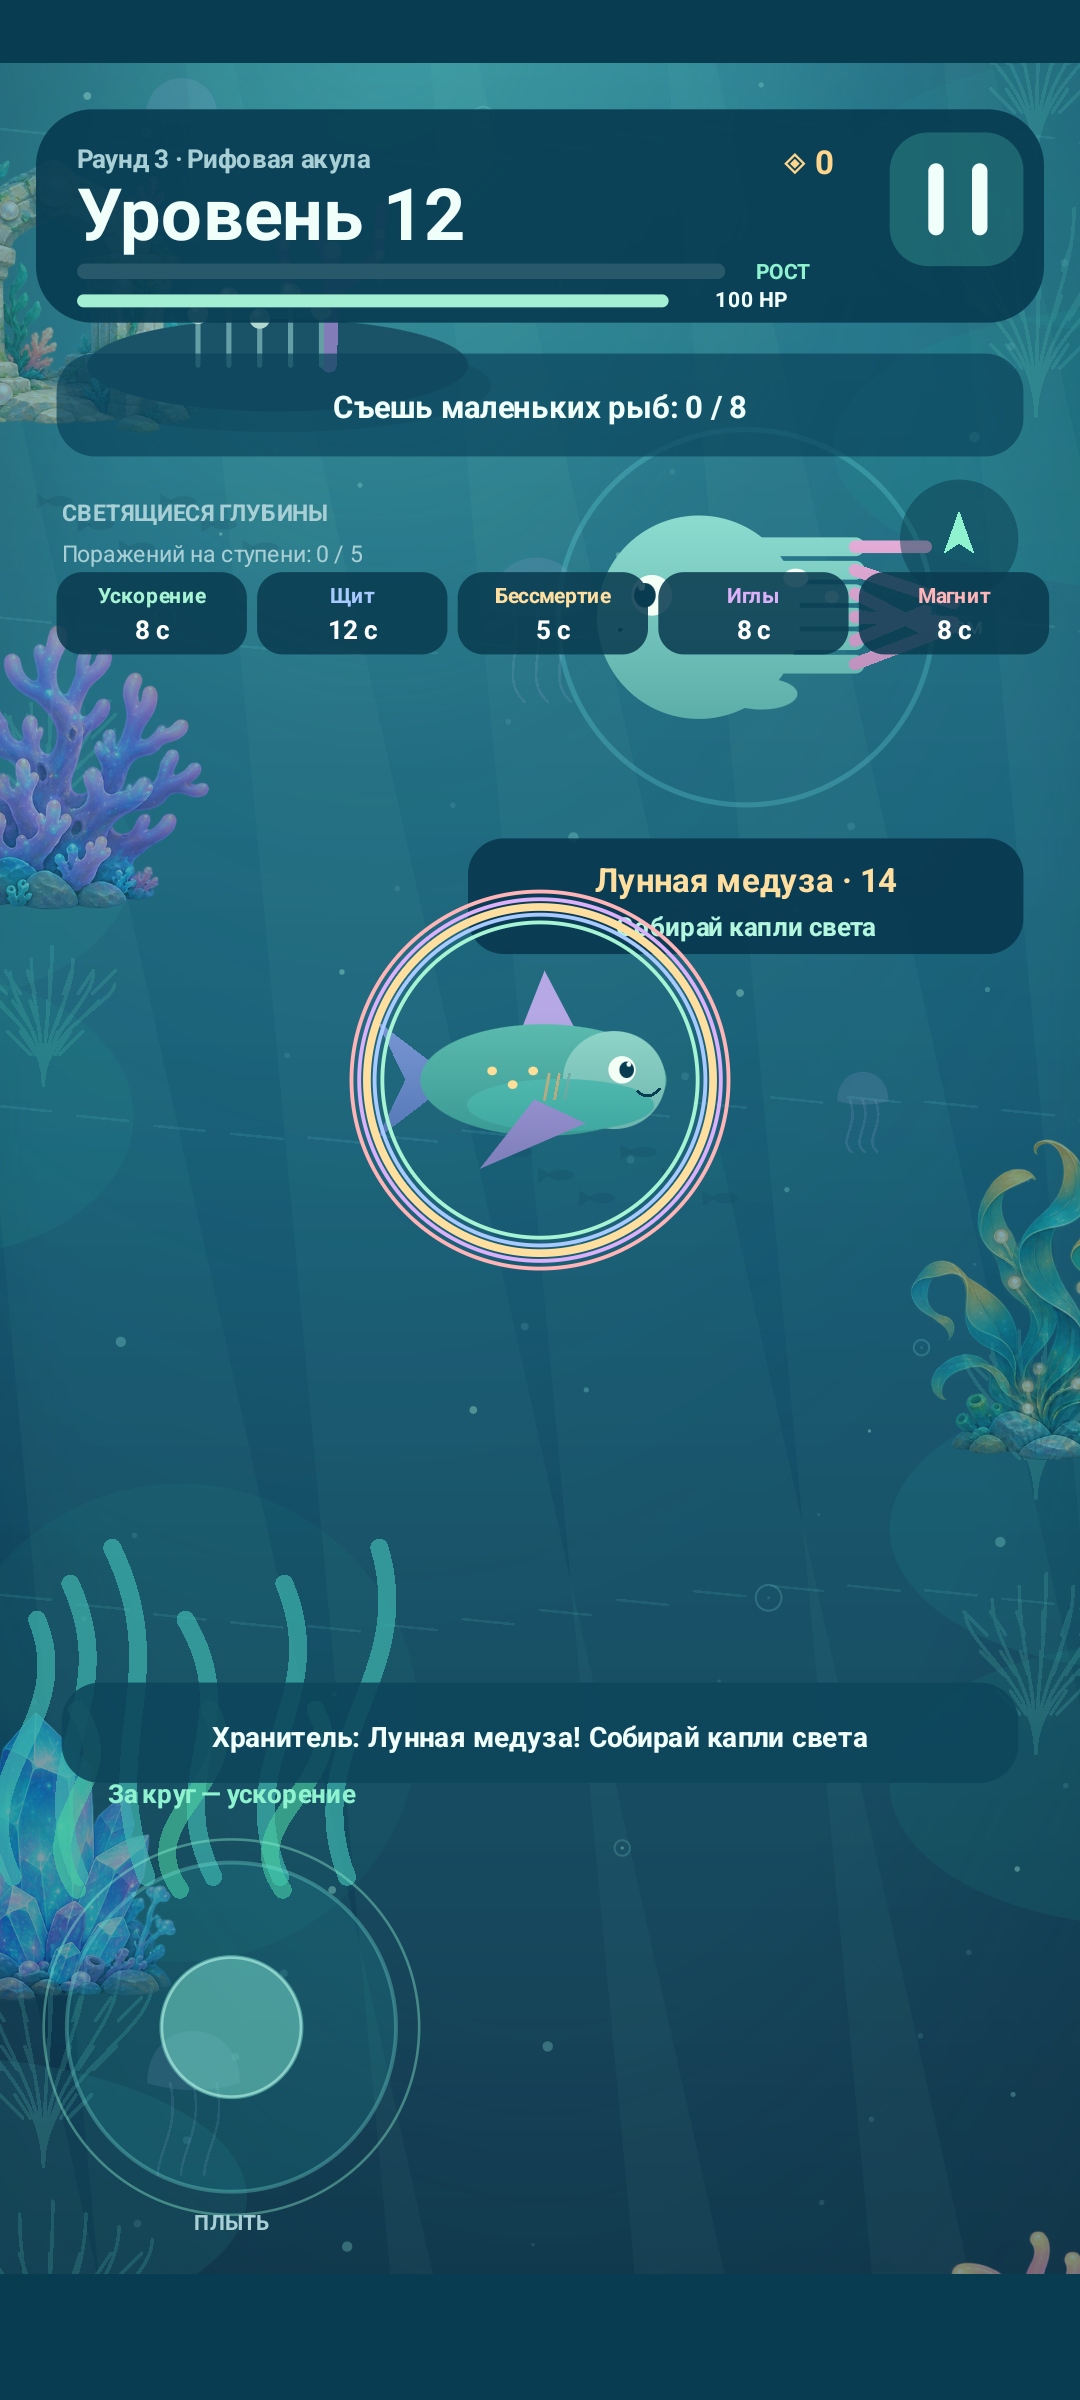 Раунд 3 · Рифовая акула
0
Уровень 12
РОСТ
100 HP
Съешь маленьких рыб: 0 / 8
СВЕТЯЩИЕСЯ ГЛУБИНЫ
Поражений на ступени: 0 / 5
Ускорение
8 с
Щит
12 с
Бессмертие
5 с
Иглы
8 с
Магнит
8 с
Лунная медуза · 14
Собирай капли света
Хранитель: Лунная медуза! Собирай капли света
За круг — ускорение
ПЛЫТЬ